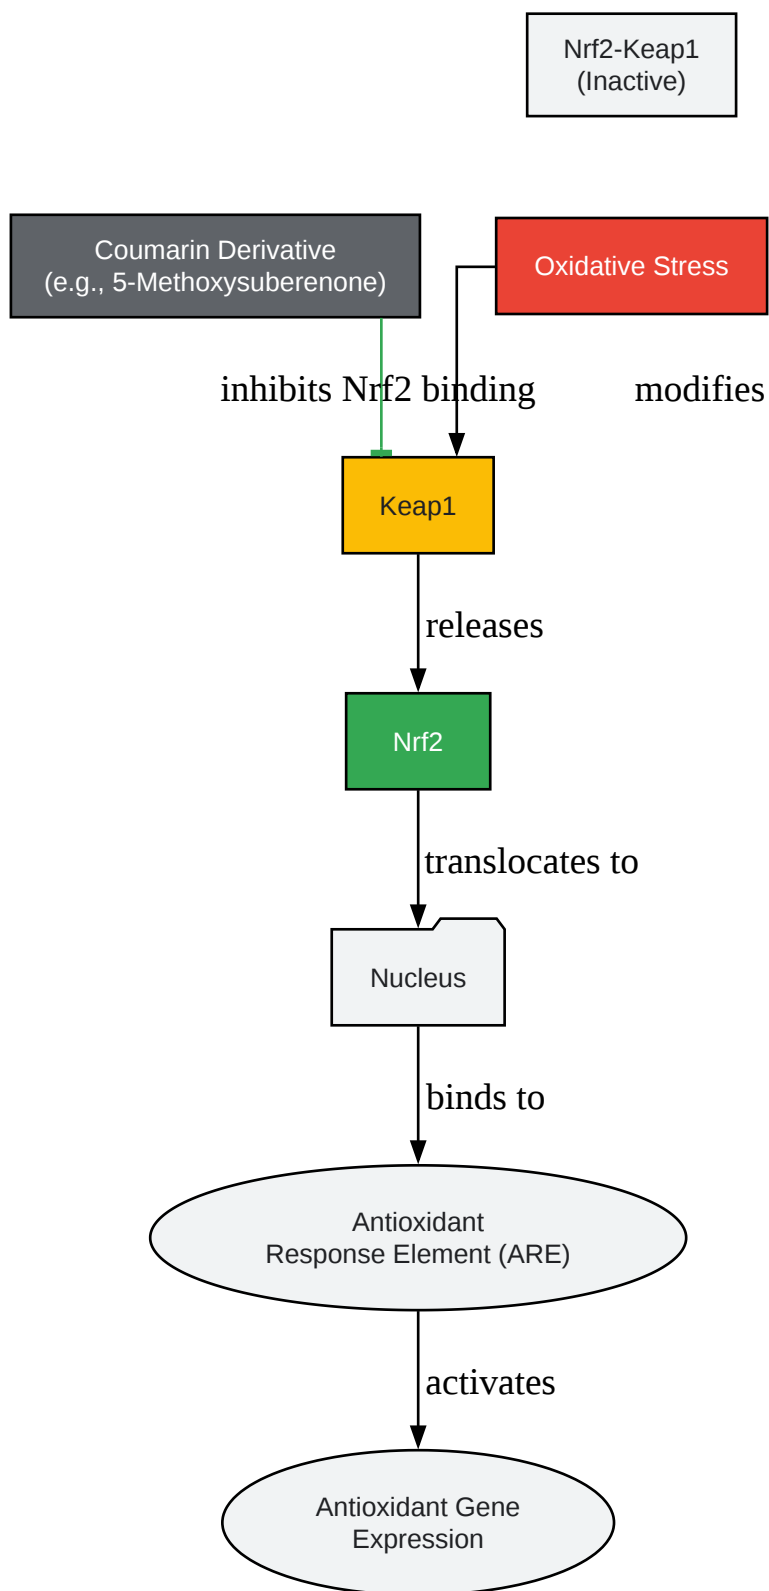 Nrf2-Keap1
(Inactive)
Coumarin Derivative
(e.g., 5-Methoxysuberenone)
Oxidative Stress
inhibits Nrf2 binding
modifies
Keap1
releases
Nrf2
translocates to
Nucleus
binds to
Antioxidant
Response Element (ARE)
activates
Antioxidant Gene
Expression